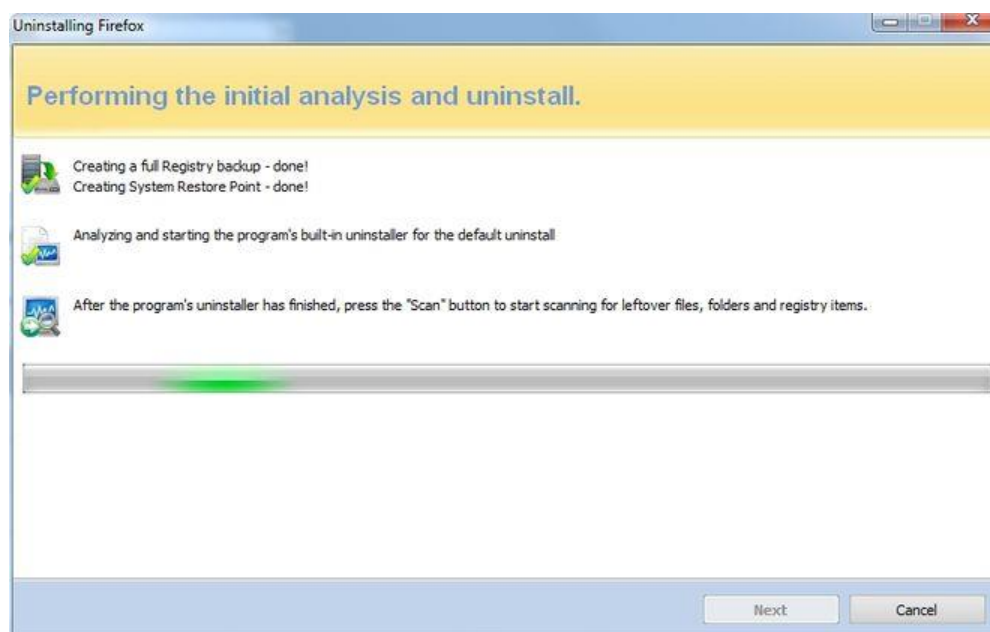 Uninstalling Firefox
Performing the initial analysis and uninstall.
Creating a full Registry backup - done!
Creating System Restore Point - done!
Analyzing and starting the program's built-in uninstaller for the default uninstall
After the program's uninstaller has finished, press the "Scan" button to start scanning for leftover files, folders and registry items.
Next
Cancel